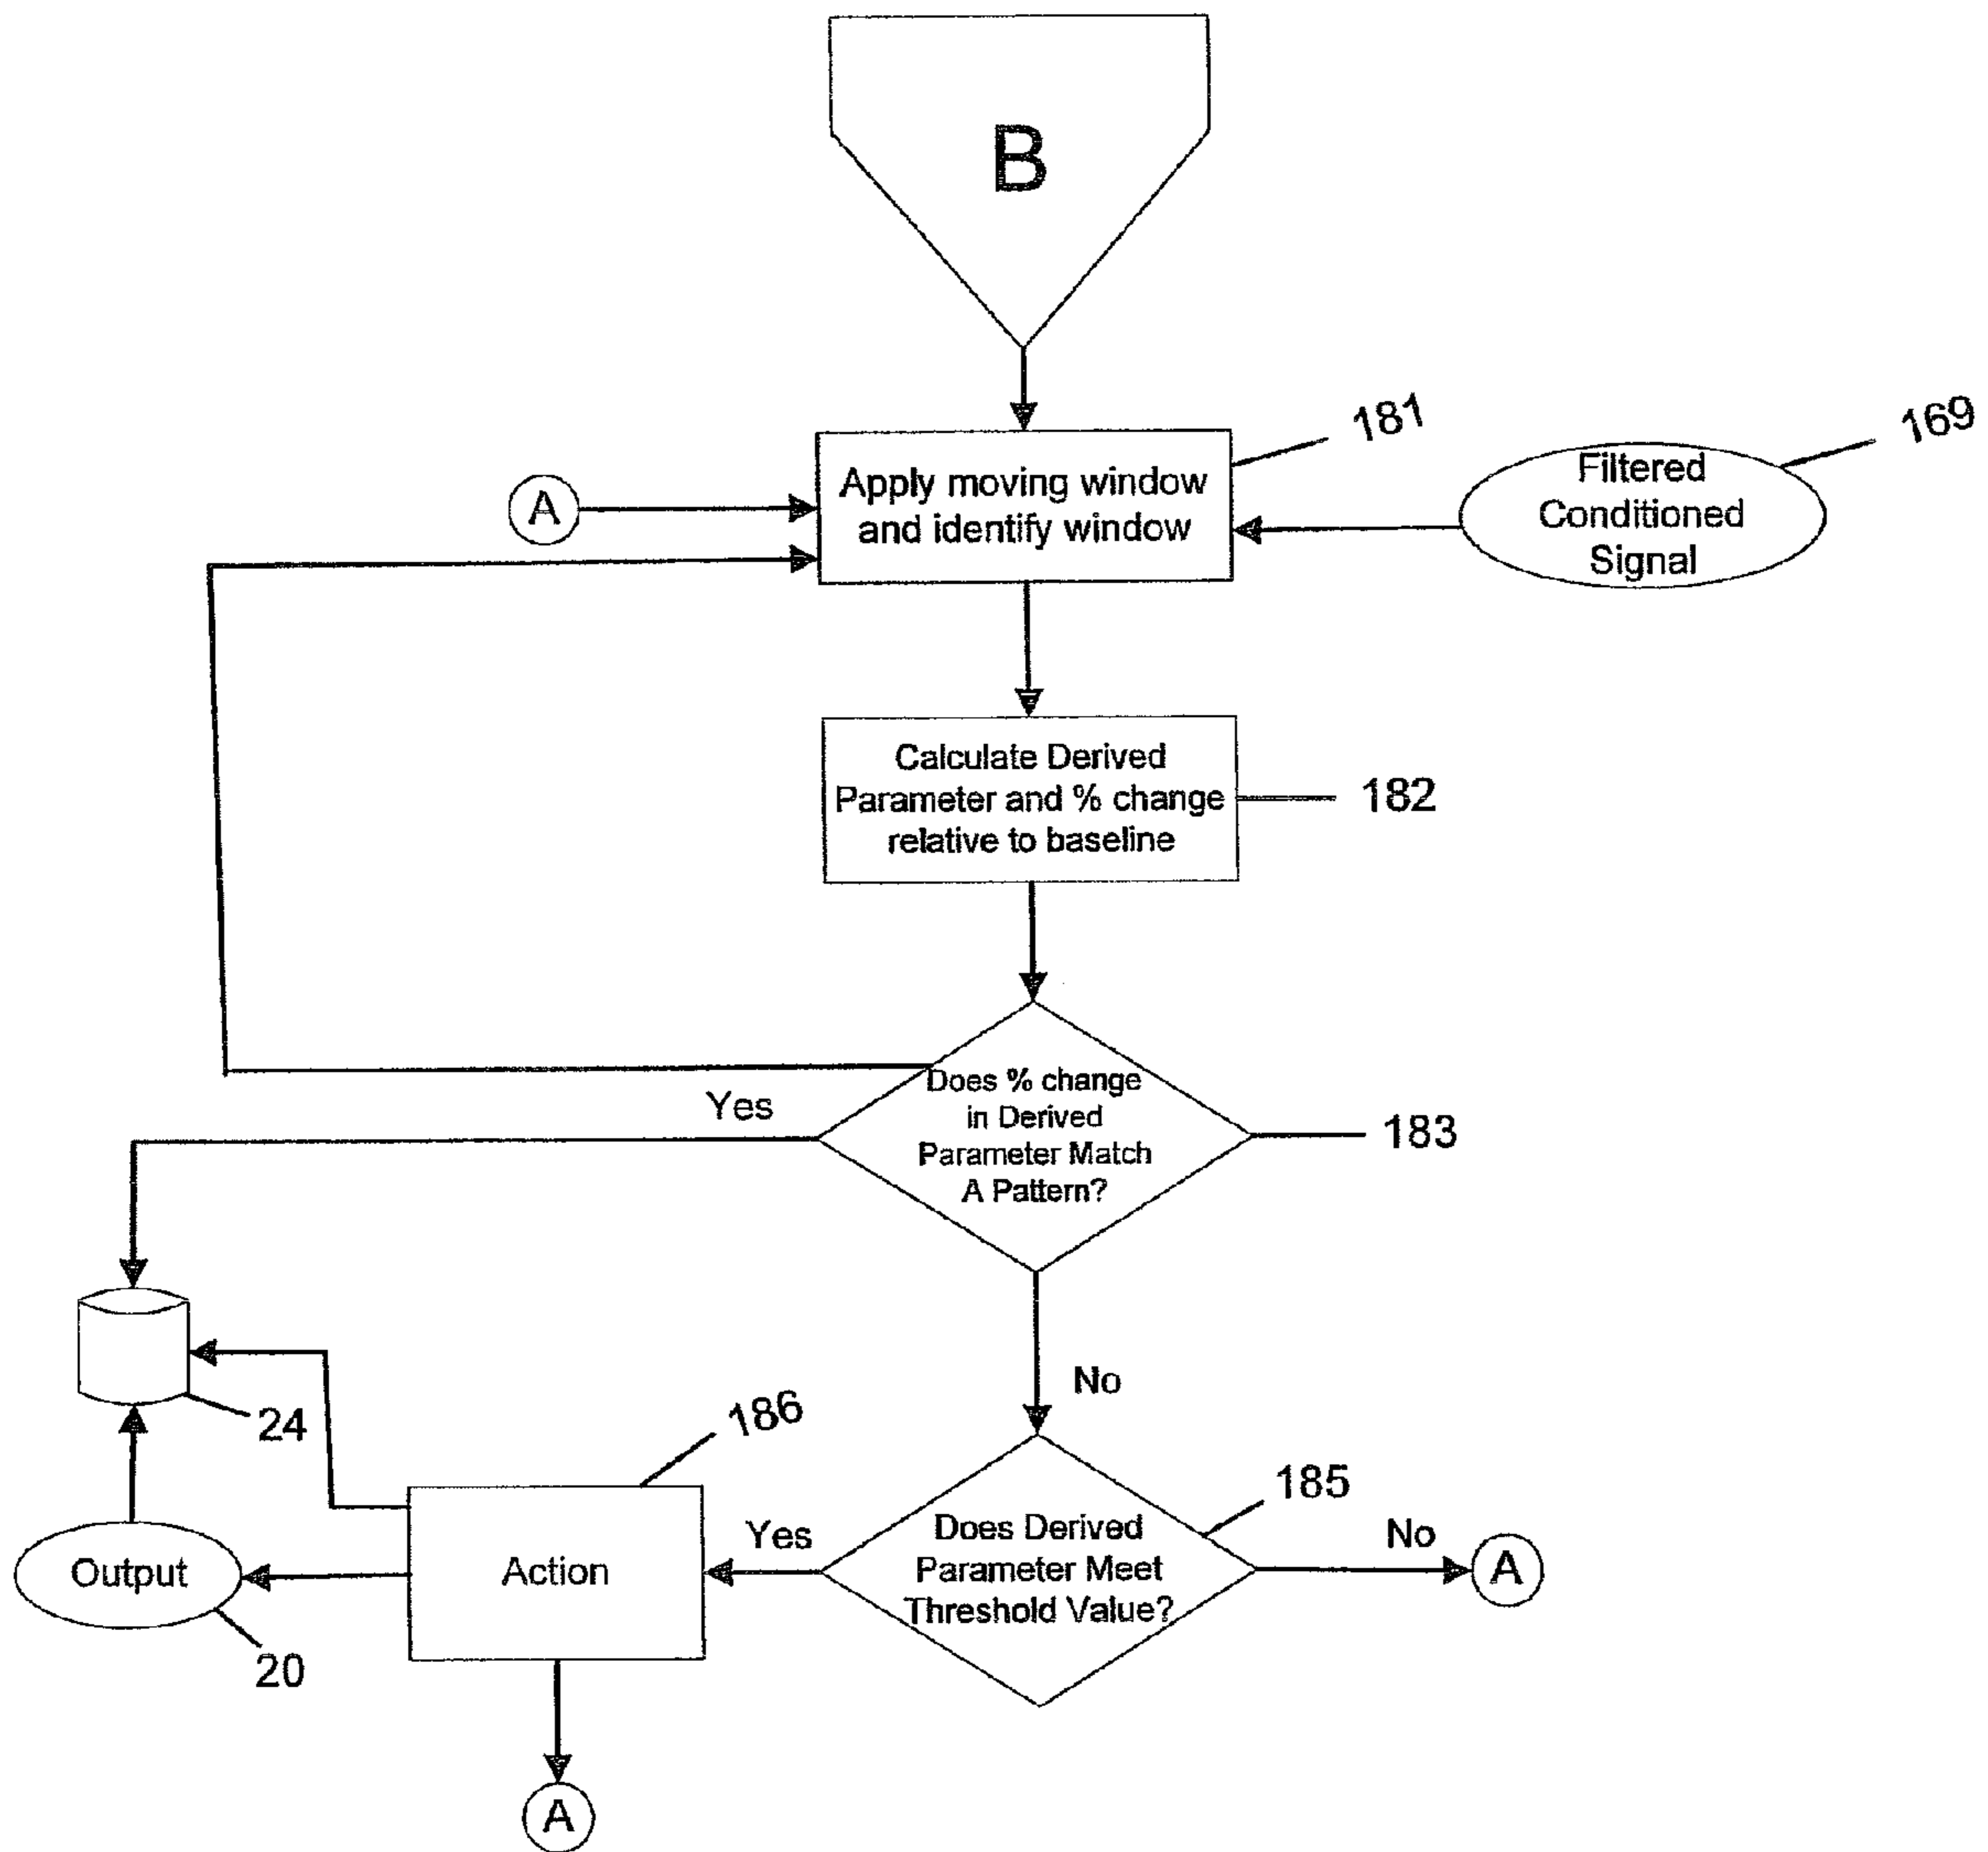 B
181
169
A
Apply moving window
and identify window
Filtered
Conditioned
Signal
Calculate Derived
Parameter and % change
relative to baseline
182
Yes
Does % change
in Derived
Parameter Match
A Pattern?
183
No
24
186
185
Output
20
Action
Yes
Does Derived
Parameter Meet
Threshold Value?
No
A
A